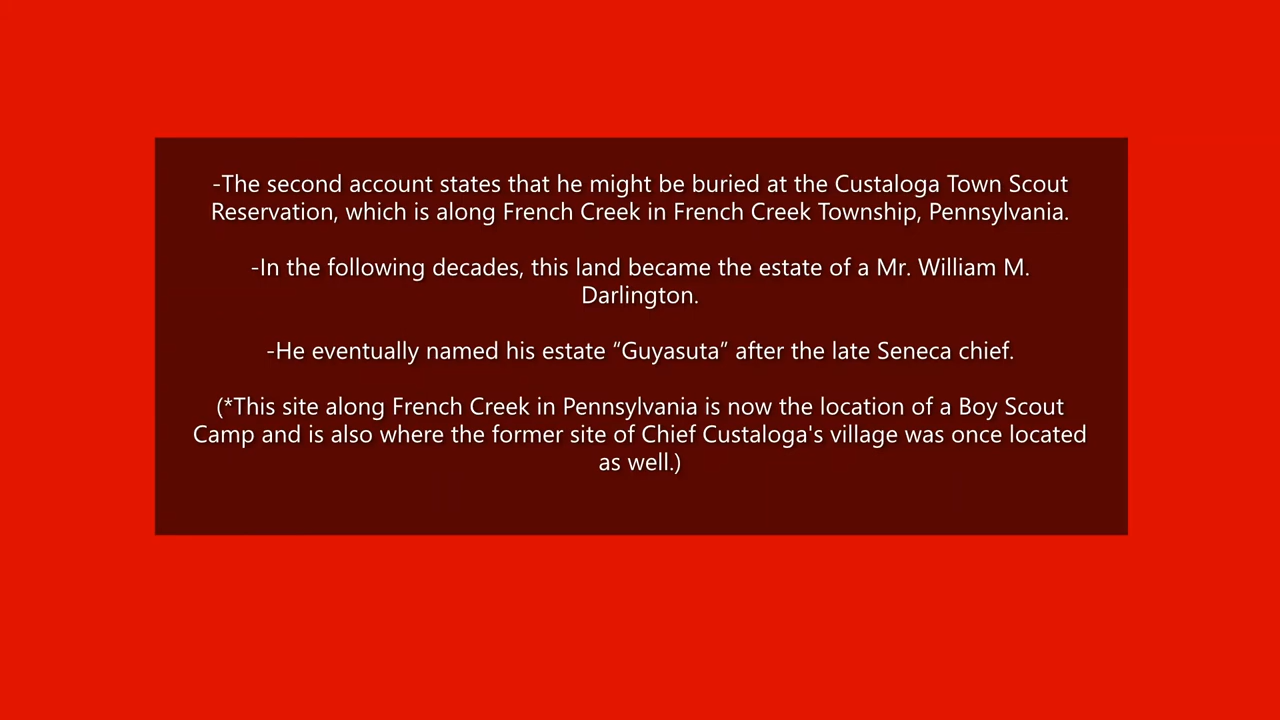 -The second account states that he might be buried at the Custaloga Town Scout
Reservation, which is along French Creek in French Creek Township, Pennsylvania.
-In the following decades, this land became the estate of a Mr. William M.
Darlington.
-He eventually named his estate “Guyasuta” after the late Seneca chief.
(*This site along French Creek in Pennsylvania is now the location of a Boy Scout
Camp and is also where the former site of Chief Custaloga's village was once located
as well.)